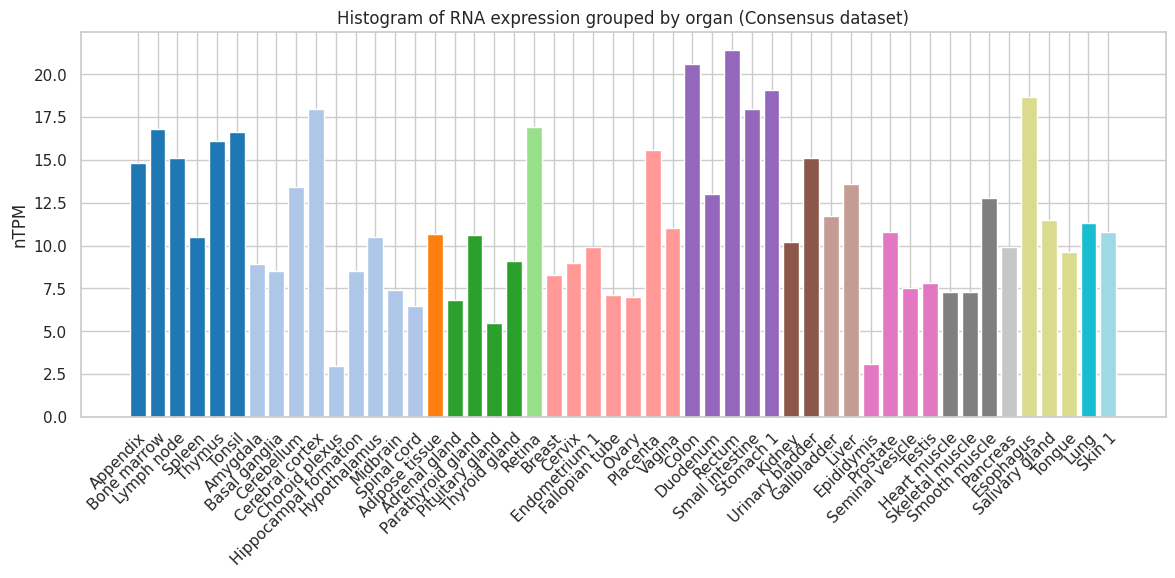 Histogram of RNA expression grouped by organ (Consensus dataset)
nTPM
20.0
17.5
15.0
12.5
10.0
7.5
5.0
2.5
0.0
Appendix
Bone marrow
Lymph node
Spleen
Thymus
Tonsil
Amygdala
Basal ganglia
Cerebellum
Cerebral cortex
Choroid plexus
Hippocampal formation
Hypothalamus
Midbrain
Spinal cord
Adipose tissue
Adrenal gland
Parathyroid gland
Pituitary gland
Thyroid gland
Retina
Breast
Cervix
Endometrium 1
Fallopian tube
Ovary
Placenta
Vagina
Colon
Duodenum
Rectum
Small intestine
Stomach 1
Kidney
Urinary bladder
Gallbladder
Liver
Epididymis
Prostate
Seminal vesicle
Testis
Heart muscle
Skeletal muscle
Smooth muscle
Pancreas
Esophagus
Salivary gland
Tongue
Lung
Skin 1